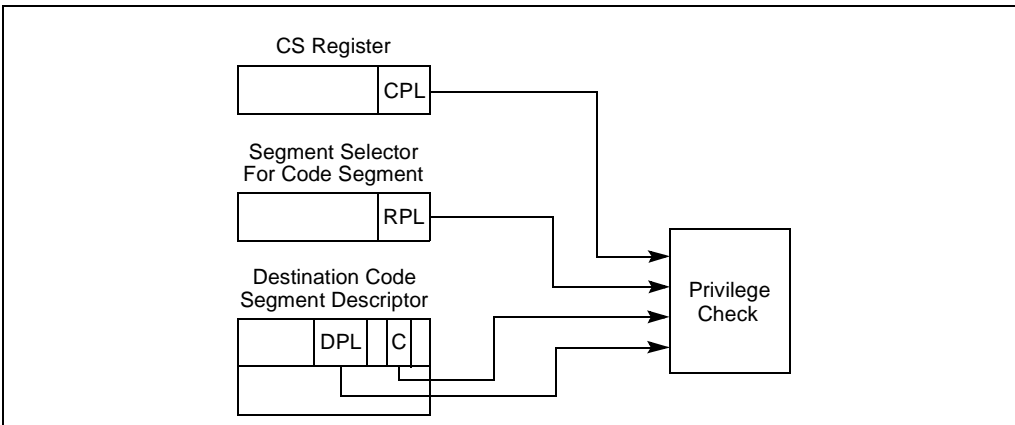 CS Register
CPL
Segment Selector
For Code Segment
RPL
Destination Code
Segment Descriptor
DPL
C
Privilege
Check